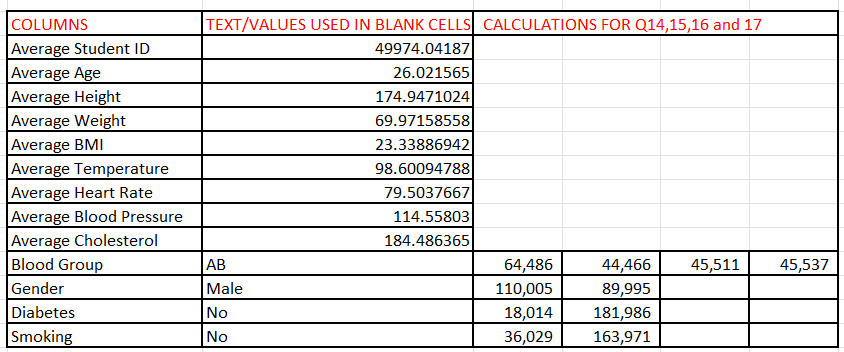 COLUMNS TEXT/VALUES USED IN BLANK CELLS CALCULATIONS FOR Q14,15,16 and 17
Average Student ID 49974.04187
Average Age 26.021565
Average Height 174.9471024
Average Weight 69.97158558
Average BMI 23.33886942
Average Temperature 98.60094788
Average Heart Rate 79.5037667
Average Blood Pressure 114.55803
Average Cholesterol 184.486365
Blood Group AB 64,486 44,466 45,511 45,537
Gender Male 110,005 89,995
Diabetes No 18,014 181,986
Smoking No 36,029 163,971